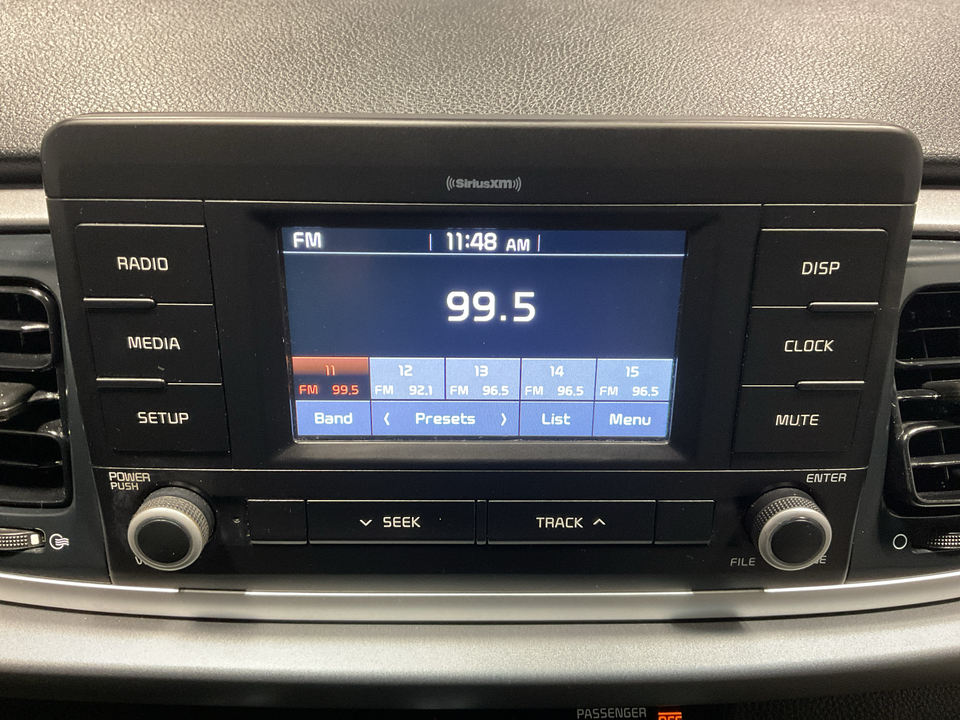 SiriusXM
RADIO
MEDIA
SETUP
FM 11:48 AM
99.5
11 12 13 14 15
FM 99.5 FM 92.1 FM 96.5 FM 96.5 FM 96.5
Band Presets List Menu
DISP
CLOCK
MUTE
POWER
PUSH
SEEK
TRACK
ENTER
FILE
PASSENGER